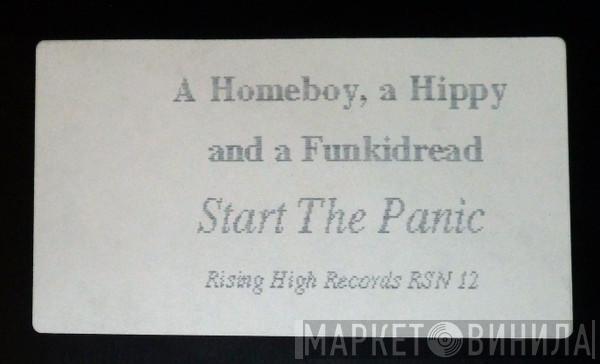 A Homeboy, a Hippy
and a Funkidread
Start The Panic
Rising High Records RSN 12
МАРКЕТ ВИНИЛА